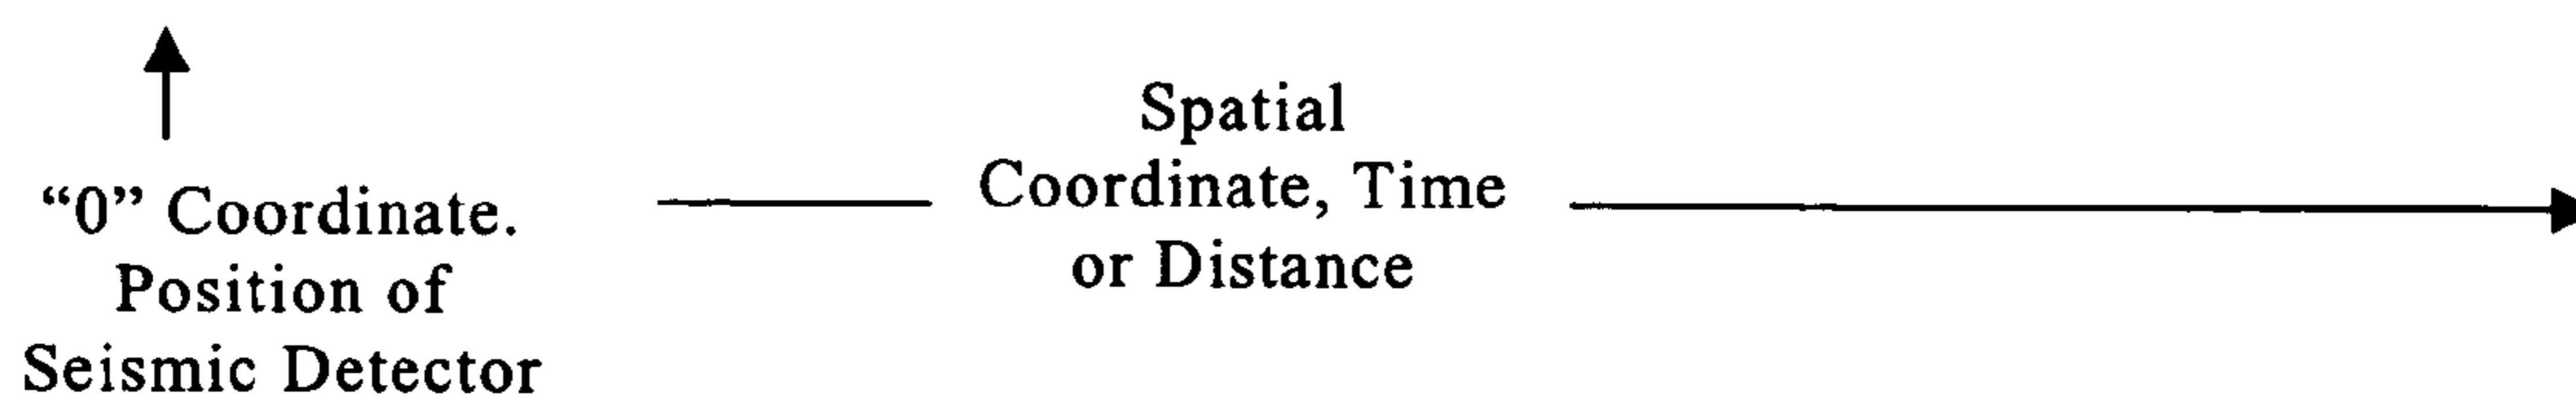 “0” Coordinate.
Position of
Seismic Detector
Spatial
Coordinate, Time
or Distance